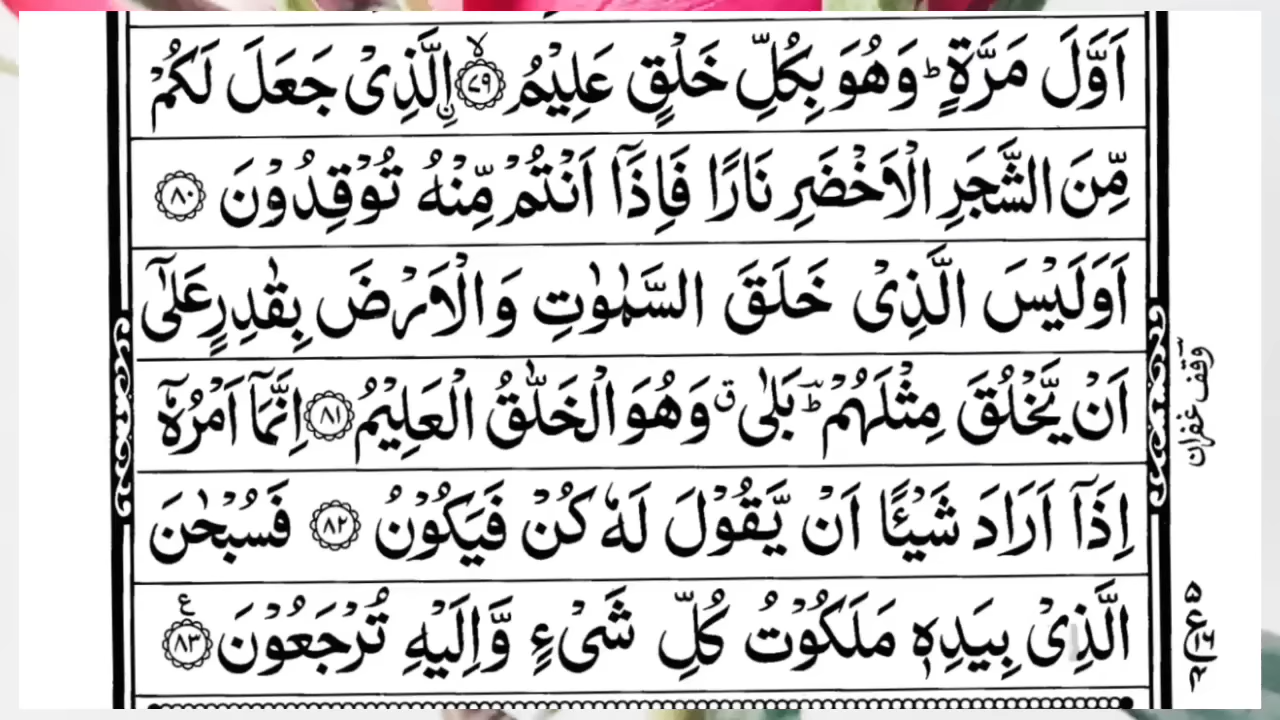 اَوَّلَ مَرَّةٍ ؕ وَهُوَ بِكُلِّ خَلْقٍ عَلِيْمُ ۙ﴿۷۹﴾ اۨلَّذِىْ جَعَلَ لَكُمْ
مِّنَ الشَّجَرِ الْاَخْضَرِ نَارًا فَاِذَاۤ اَنْتُمْ مِّنْهُ تُوْقِدُوْنَ ﴿۸۰﴾
اَوَلَيْسَ الَّذِىْ خَلَقَ السَّمٰوٰتِ وَالْاَرْضَ بِقٰدِرٍ عَلٰۤى
اَنْ يَّخْلُقَ مِثْلَهُمْ ؕ بَلٰى ۗ وَهُوَ الْخَلّٰقُ الْعَلِيْمُ ﴿۸۱﴾ اِنَّمَاۤ اَمْرُهٗۤ
اِذَاۤ اَرَادَ شَيْـًٔا اَنْ يَّقُوْلَ لَهٗ كُنْ فَيَكُوْنُ ﴿۸۲﴾ فَسُبْحٰنَ
الَّذِىْ بِيَدِهٖ مَلَكُوْتُ كُلِّ شَىْءٍ وَّاِلَيْهِ تُرْجَعُوْنَ ﴿۸۳﴾ ع
وقف غفران